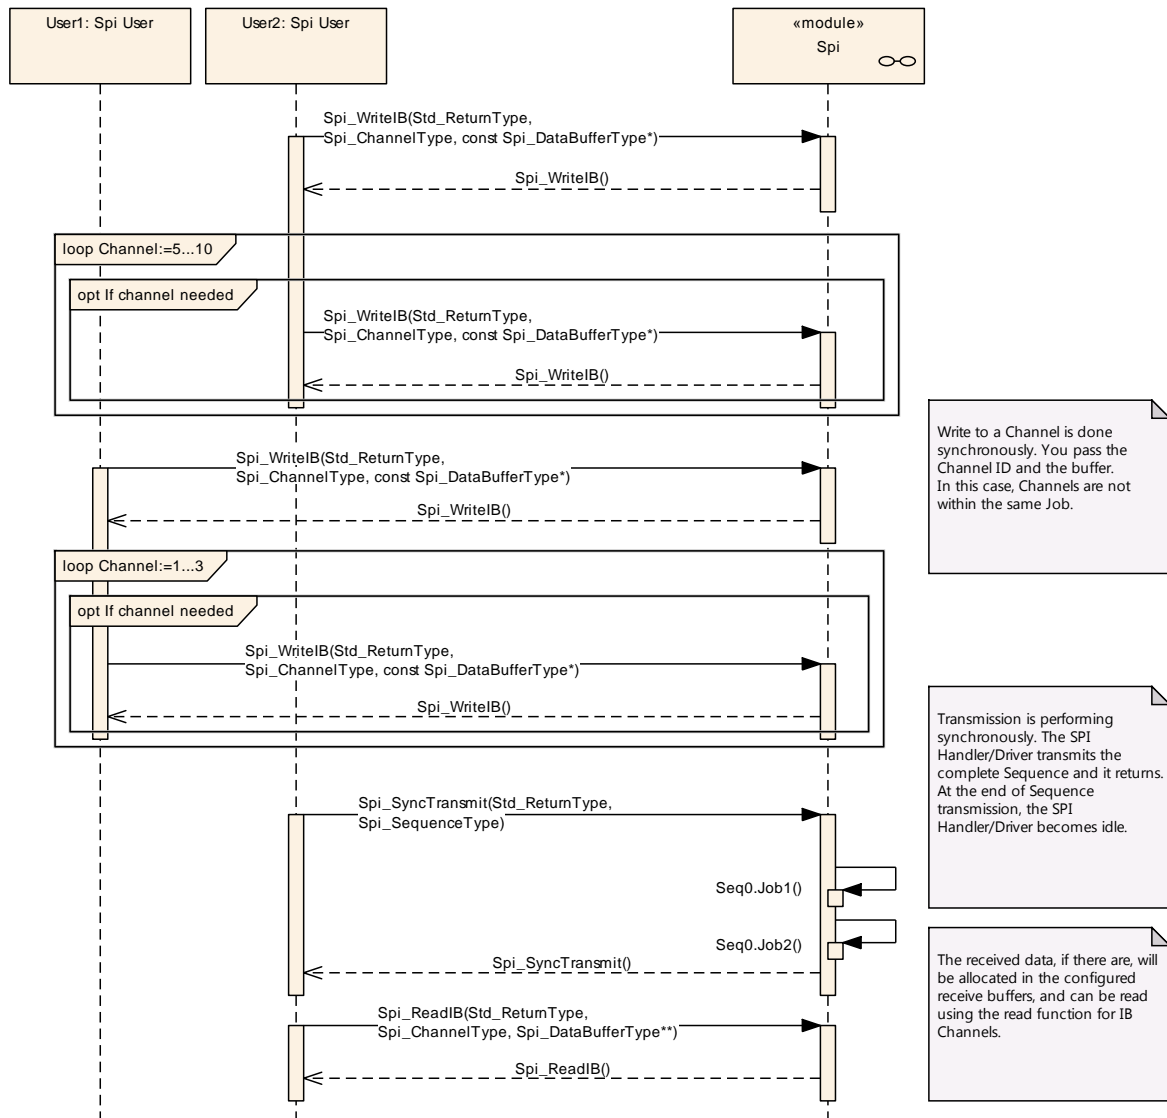 User1: Spi User
User2: Spi User
«module»
Spi
Spi_WriteIB(Std_ReturnType,
Spi_ChannelType, const Spi_DataBufferType*)
Spi_WriteIB()
loop Channel:=5...10
opt If channel needed
Spi_WriteIB(Std_ReturnType,
Spi_ChannelType, const Spi_DataBufferType*)
Spi_WriteIB()
Write to a Channel is done
synchronously. You pass the
Channel ID and the buffer.
In this case, Channels are not
within the same Job.
Spi_WriteIB(Std_ReturnType,
Spi_ChannelType, const Spi_DataBufferType*)
Spi_WriteIB()
loop Channel:=1...3
opt If channel needed
Spi_WriteIB(Std_ReturnType,
Spi_ChannelType, const Spi_DataBufferType*)
Spi_WriteIB()
Transmission is performing
synchronously. The SPI
Handler/Driver transmits the
complete Sequence and it returns.
At the end of Sequence
transmission, the SPI
Handler/Driver becomes idle.
Spi_SyncTransmit(Std_ReturnType,
Spi_SequenceType)
Seq0.Job1()
Seq0.Job2()
Spi_SyncTransmit()
The received data, if there are, will
be allocated in the configured
receive buffers, and can be read
using the read function for IB
Channels.
Spi_ReadIB(Std_ReturnType,
Spi_ChannelType, Spi_DataBufferType**)
Spi_ReadIB()